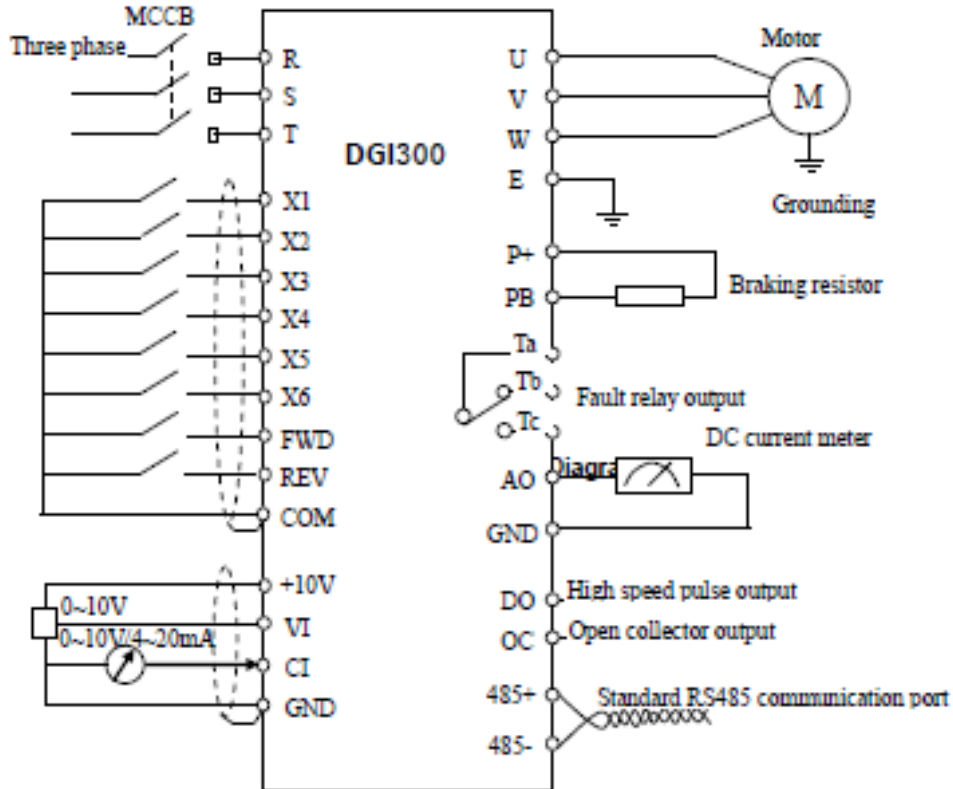 MCCB
Three phase
R
S
T
DGI300
U
V
W
E
Motor
M
Grounding
X1
X2
X3
X4
X5
X6
FWD
REV
COM
P+
PB
Braking resistor
Ta
Tb
Tc
Fault relay output
DC current meter
AO
Diagra
GND
+10V
0~10V
VI
0~10V/4~20mA
CI
GND
DO
High speed pulse output
OC
Open collector output
485+
Standard RS485 communication port
485-